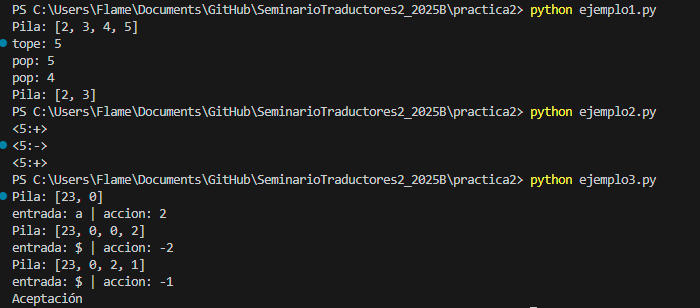 PS C:\Users\Flame\Documents\GitHub\SeminarioTraductores2_2025B\practica2> python ejemplo1.py
Pila: [2, 3, 4, 5]
tope: 5
pop: 5
pop: 4
Pila: [2, 3]
PS C:\Users\Flame\Documents\GitHub\SeminarioTraductores2_2025B\practica2> python ejemplo2.py
<5:+>
<5:->
<5:+>
PS C:\Users\Flame\Documents\GitHub\SeminarioTraductores2_2025B\practica2> python ejemplo3.py
Pila: [23, 0]
entrada: a | accion: 2
Pila: [23, 0, 0, 2]
entrada: $ | accion: -2
Pila: [23, 0, 2, 1]
entrada: $ | accion: -1
Aceptación